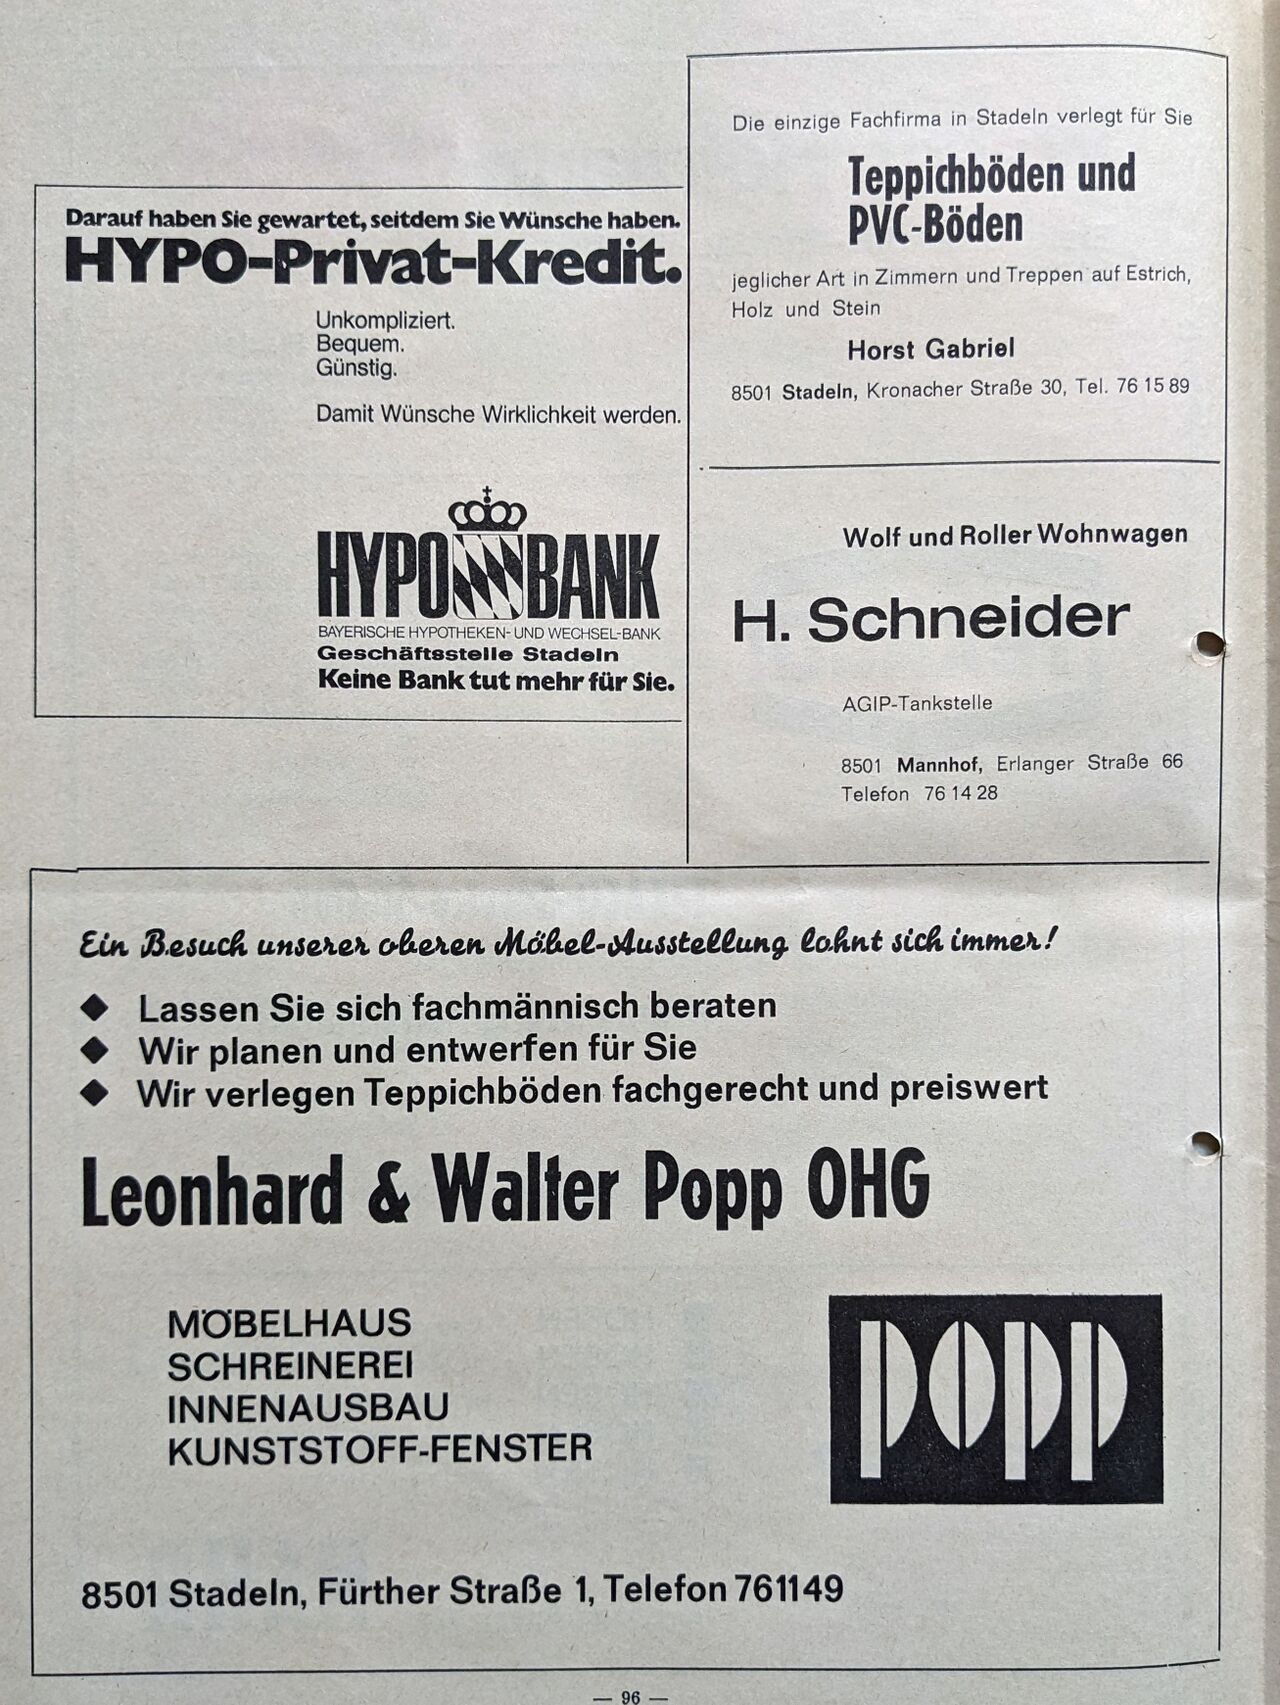 Darauf haben Sie gewartet, seitdem Sie Wünsche haben.
HYPO-Privat-Kredit.
Unkompliziert.
Bequem.
Günstig.
Damit Wünsche Wirklichkeit werden.
HYPO BANK
BAYERISCHE HYPOTHEKEN- UND WECHSEL-BANK
Geschäftsstelle Stadeln
Keine Bank tut mehr für Sie.
Die einzige Fachfirma in Stadeln verlegt für Sie
Teppichböden und
PVC-Böden
jeglicher Art in Zimmern und Treppen auf Estrich,
Holz und Stein
Horst Gabriel
8501 Stadeln, Kronacher Straße 30, Tel. 76 15 89
Wolf und Roller Wohnwagen
H. Schneider
AGIP-Tankstelle
8501 Mannhof, Erlanger Straße 66
Telefon 76 14 28
Ein Besuch unserer oberen Möbel-Ausstellung lohnt sich immer!
◆ Lassen Sie sich fachmännisch beraten
◆ Wir planen und entwerfen für Sie
◆ Wir verlegen Teppichböden fachgerecht und preiswert
Leonhard & Walter Popp OHG
MÖBELHAUS
SCHREINEREI
INNENAUSBAU
KUNSTSTOFF-FENSTER
POPP
8501 Stadeln, Fürther Straße 1, Telefon 761149
— 96 —